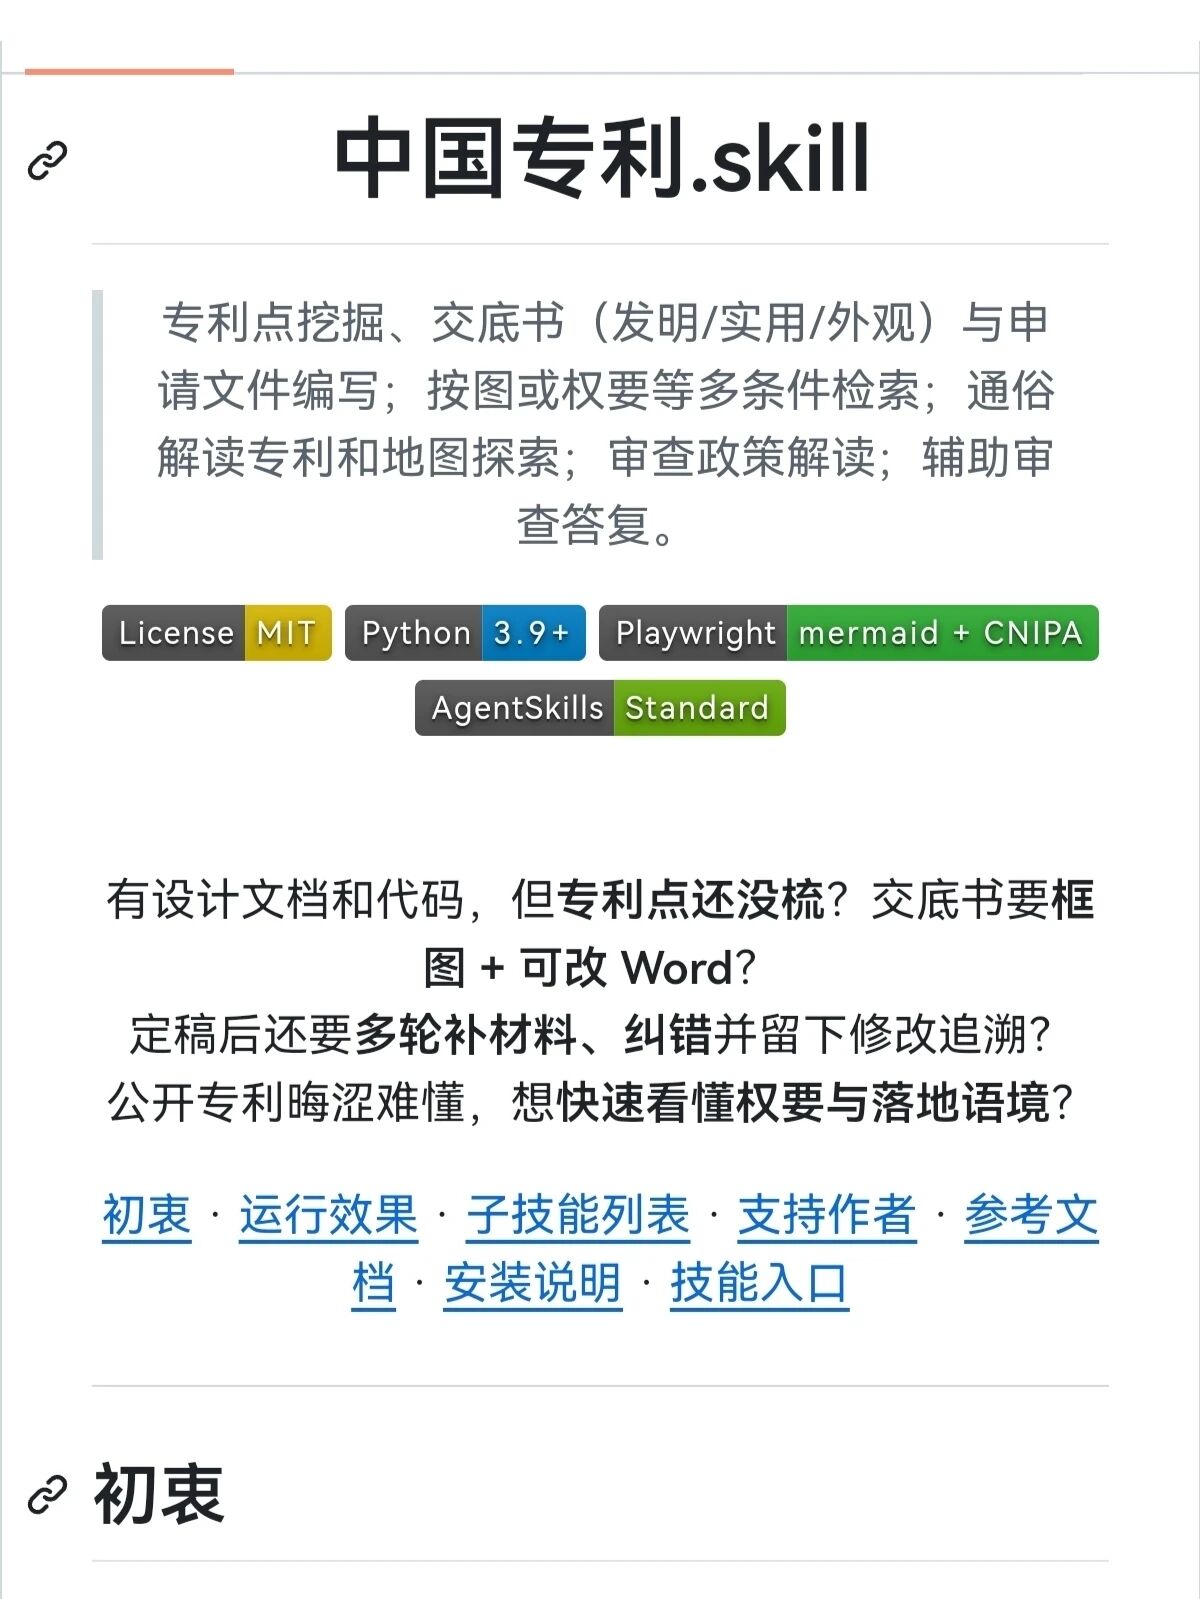 中国专利.skill
专利点挖掘、交底书（发明/实用/外观）与申
请文件编写；按图或权要等多条件检索；通俗
解读专利和地图探索；审查政策解读；辅助审
查答复。
License MIT Python 3.9+ Playwright mermaid + CNIPA
AgentSkills Standard
有设计文档和代码，但专利点还没梳？交底书要框
图 + 可改 Word？
定稿后还要多轮补材料、纠错并留下修改追溯？
公开专利晦涩难懂，想快速看懂权要与落地语境？
初衷 · 运行效果 · 子技能列表 · 支持作者 · 参考文
档 · 安装说明 · 技能入口
初衷